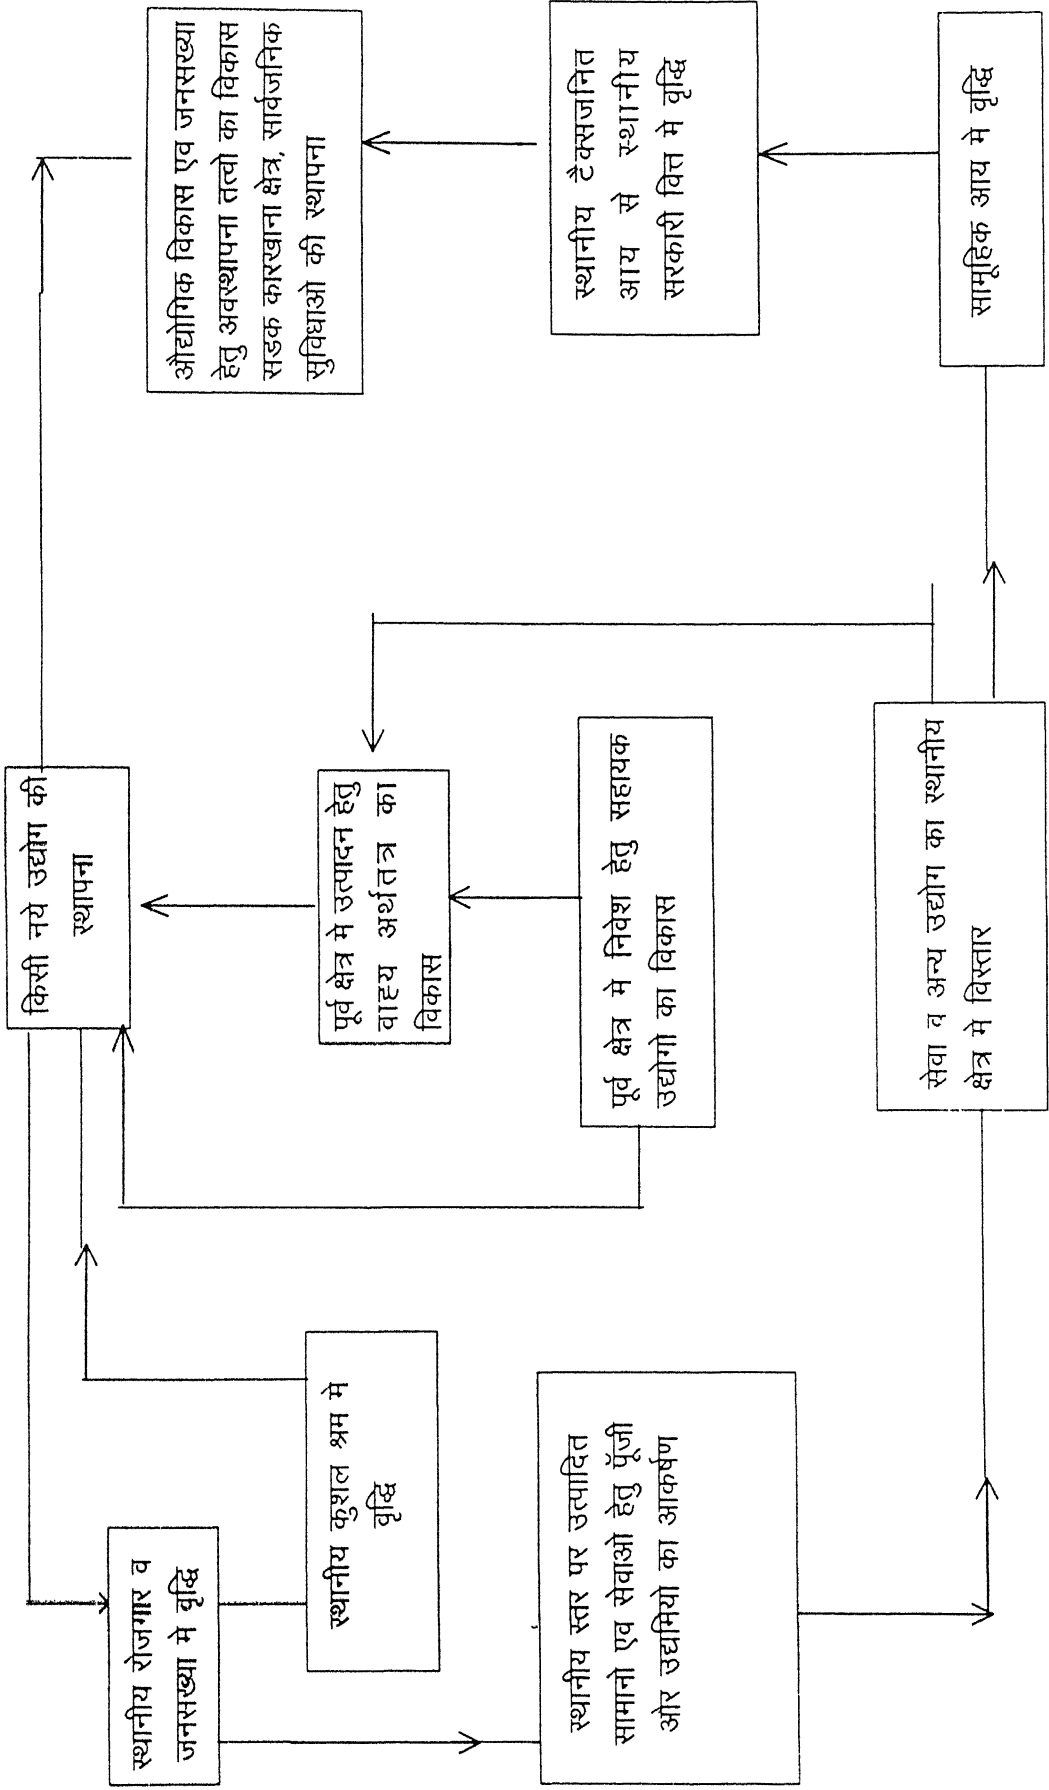 किसी नये उद्योग की
स्थापना
स्थानीय रोजगार व
जनसख्या मे वृद्धि
औद्योगिक विकास एव जनसख्या
हेतु अवस्थापना तत्वो का विकास
सडक कारखाना क्षेत्र, सार्वजनिक
सुविधाओ की स्थापना
स्थानीय कुशल श्रम मे
वृद्धि
पूर्व क्षेत्र मे उत्पादन हेतु
वाहय अर्थतत्र का
विकास
स्थानीय स्तर पर उत्पादित
सामानो एव सेवाओ हेतु पूँजी
और उद्यमियो का आकर्षण
पूर्व क्षेत्र मे निवेश हेतु सहायक
उद्योगो का विकास
स्थानीय टैक्सजनित
आय से स्थानीय
सरकारी वित्त मे वृद्धि
सेवा व अन्य उद्योग का स्थानीय
क्षेत्र मे विस्तार
सामूहिक आय मे वृद्धि